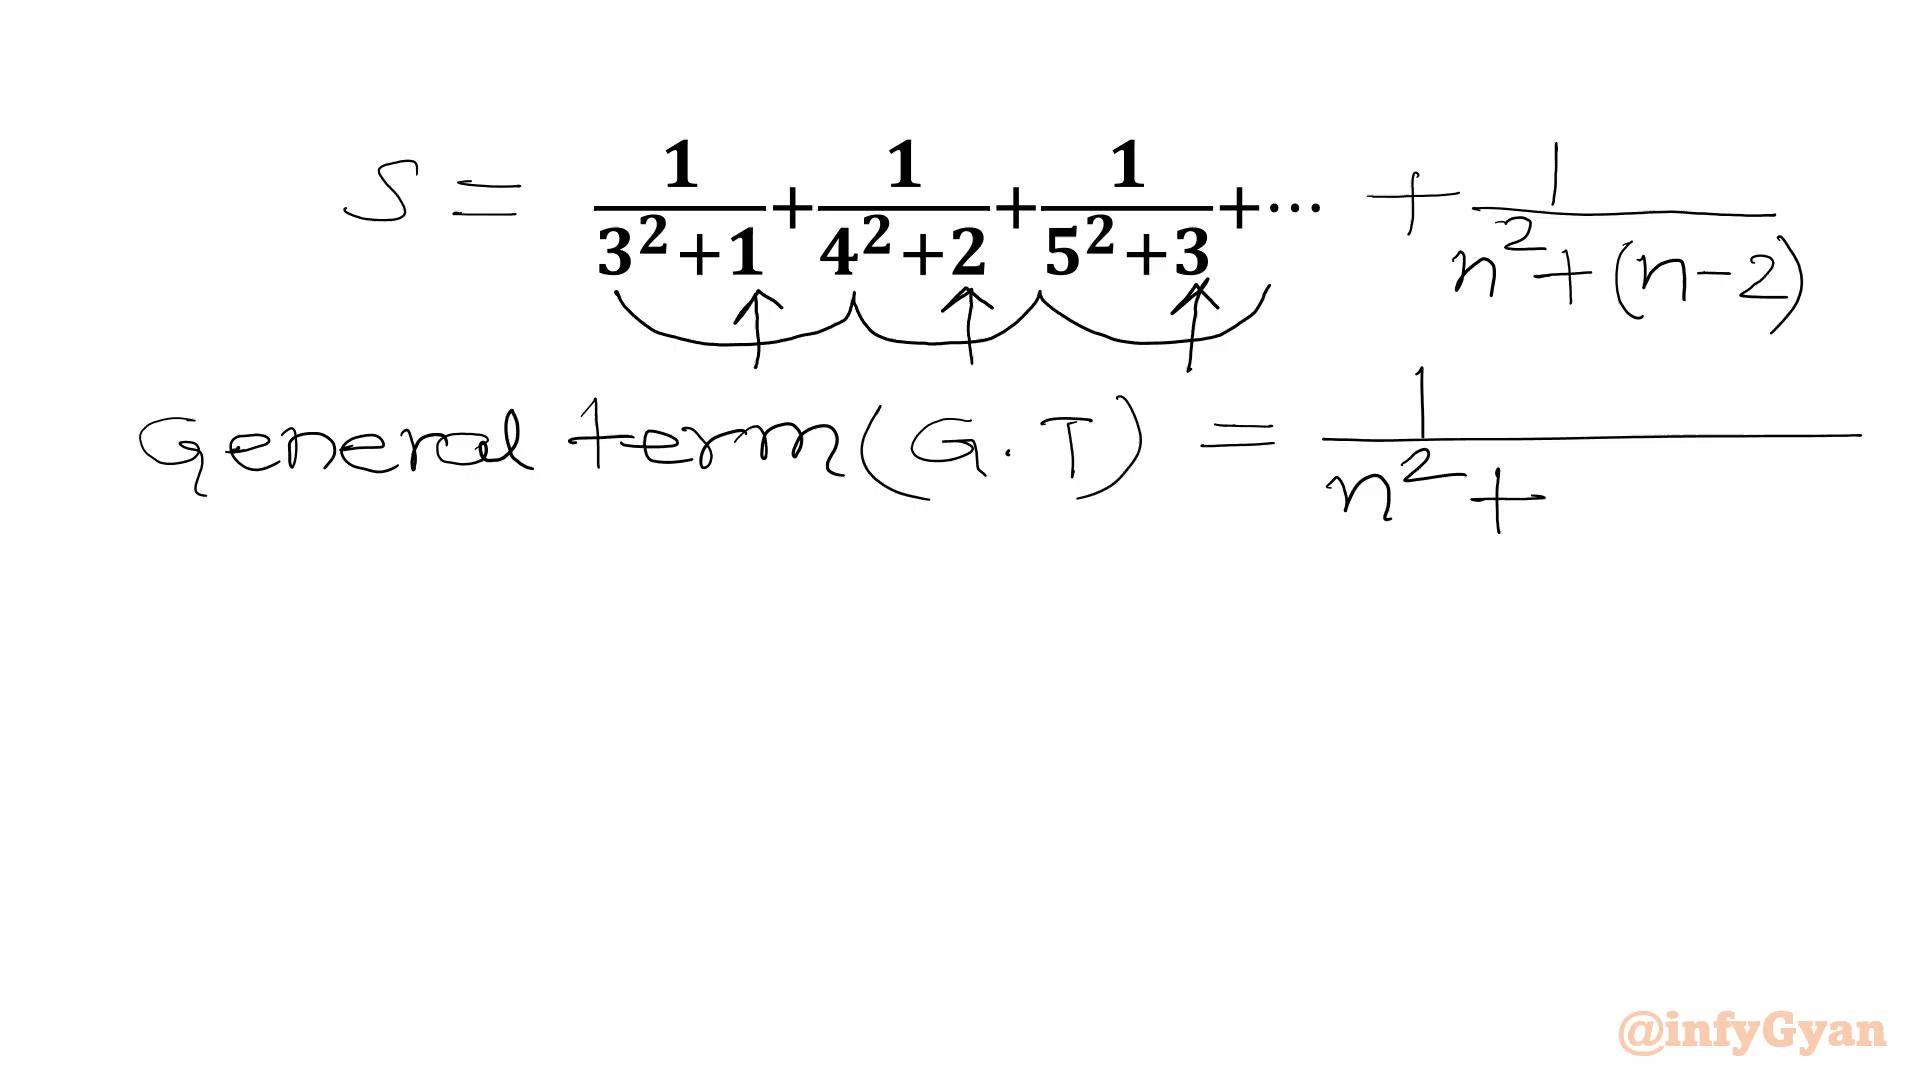 S = 1/(3²+1) + 1/(4²+2) + 1/(5²+3) + ⋯ + 1/(n²+(n-2))
General term (G.T) = 1/(n²+
@infyGyan